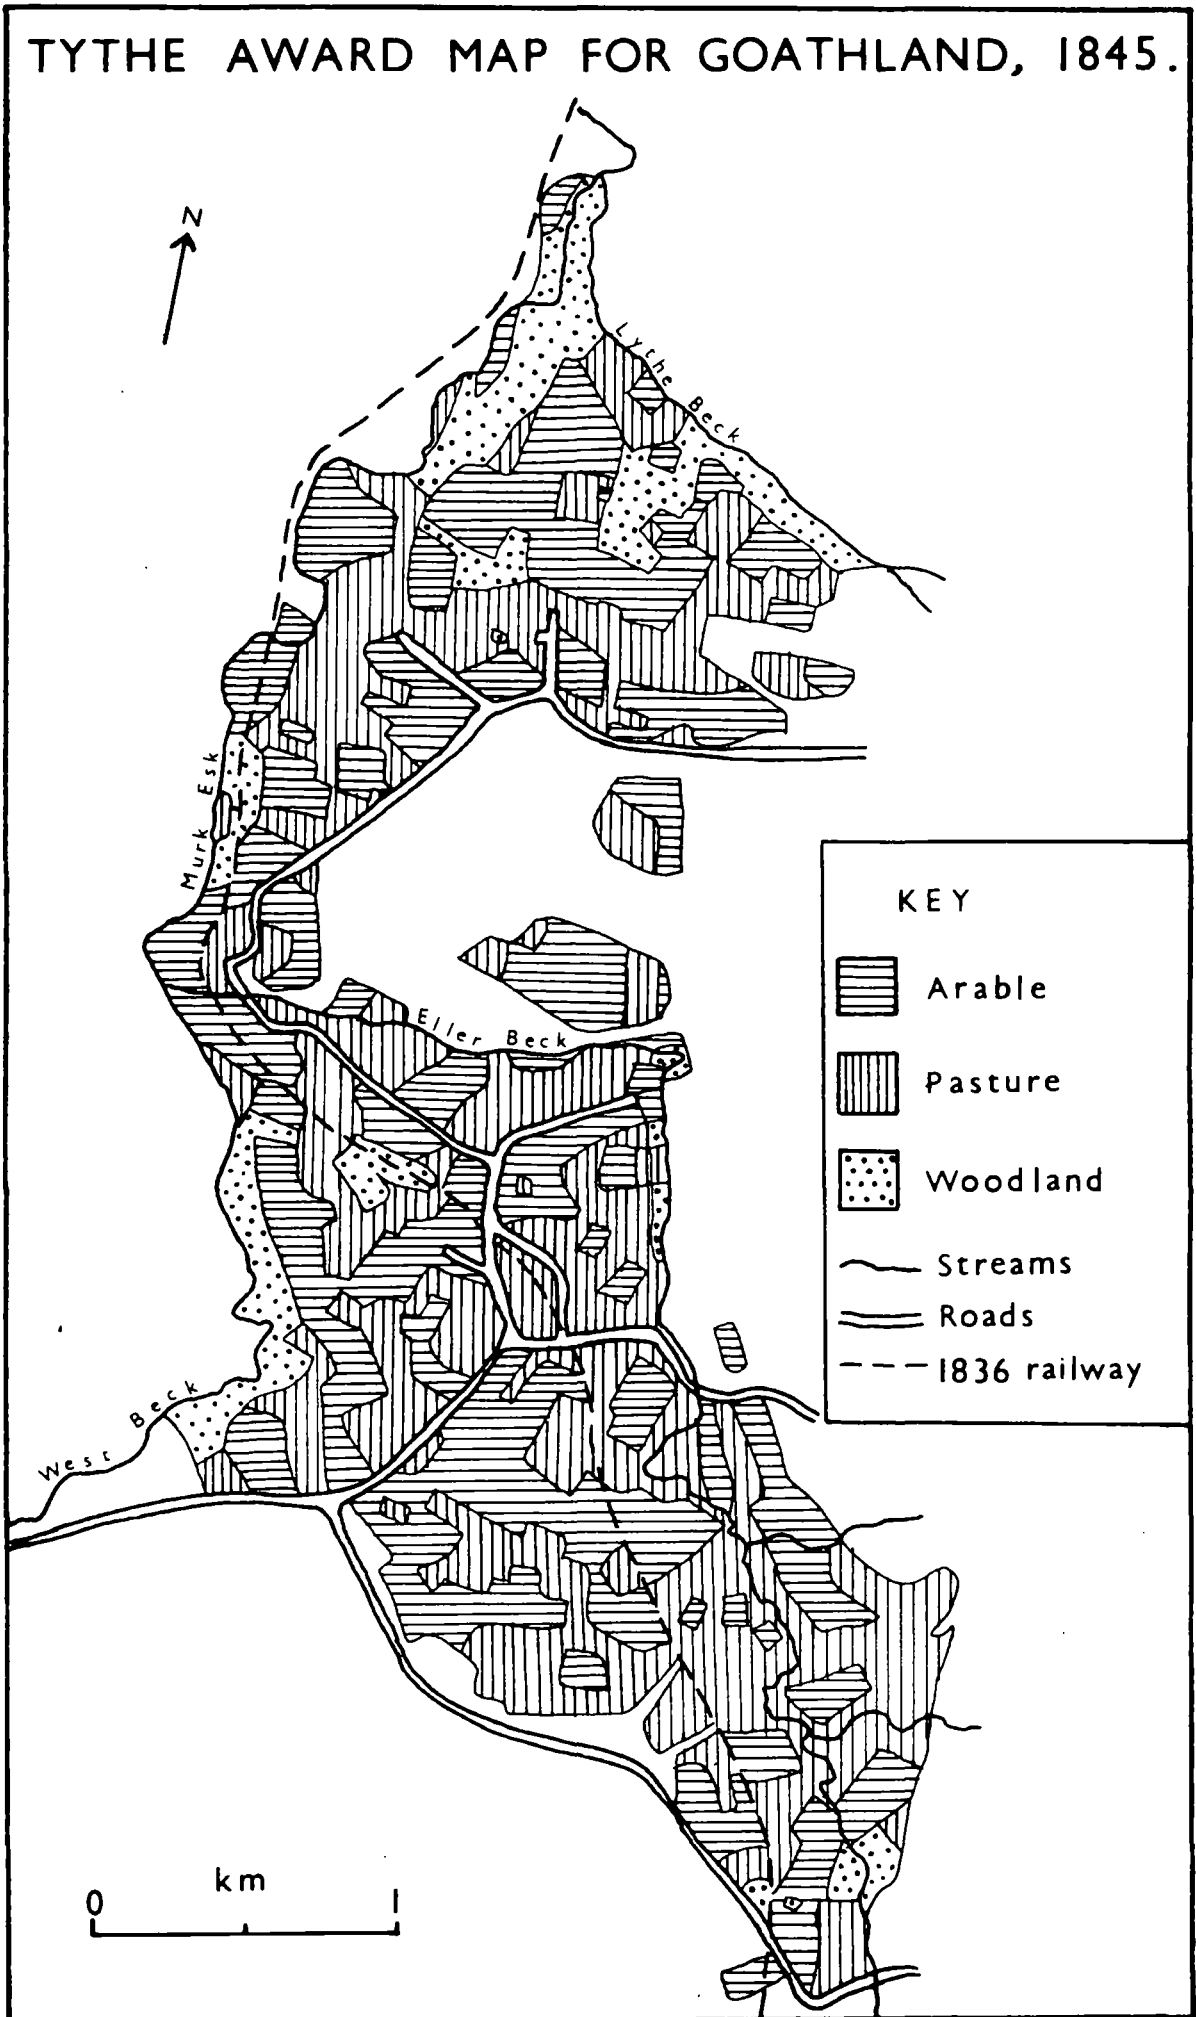 TYTHE AWARD MAP FOR GOATHLAND, 1845.
N
Lythe Beck
Murk Esk
Eller Beck
West Beck
KEY
Arable
Pasture
Woodland
Streams
Roads
1836 railway
km
0 1